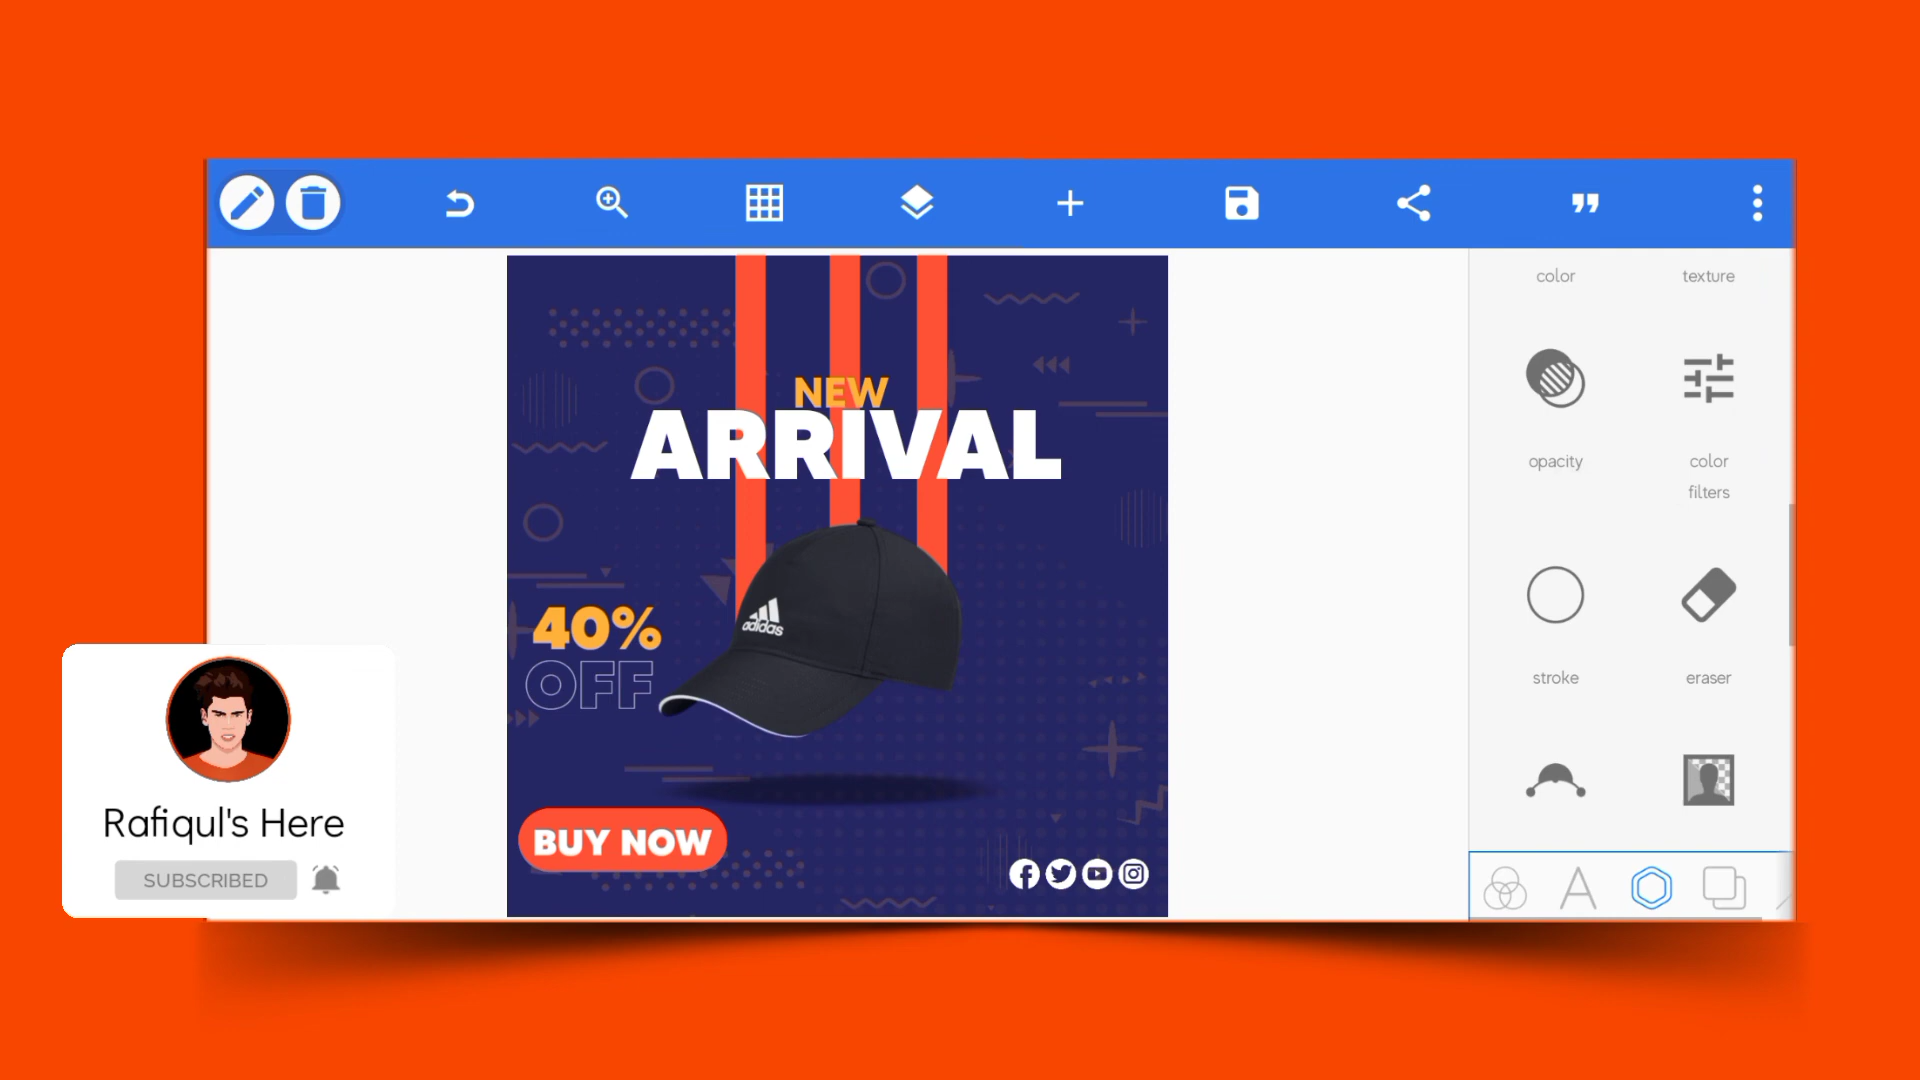 color
texture
opacity
color
filters
stroke
eraser
NEW
ARRIVAL
adidas
40%
OFF
BUY NOW
Rafiqul's Here
SUBSCRIBED